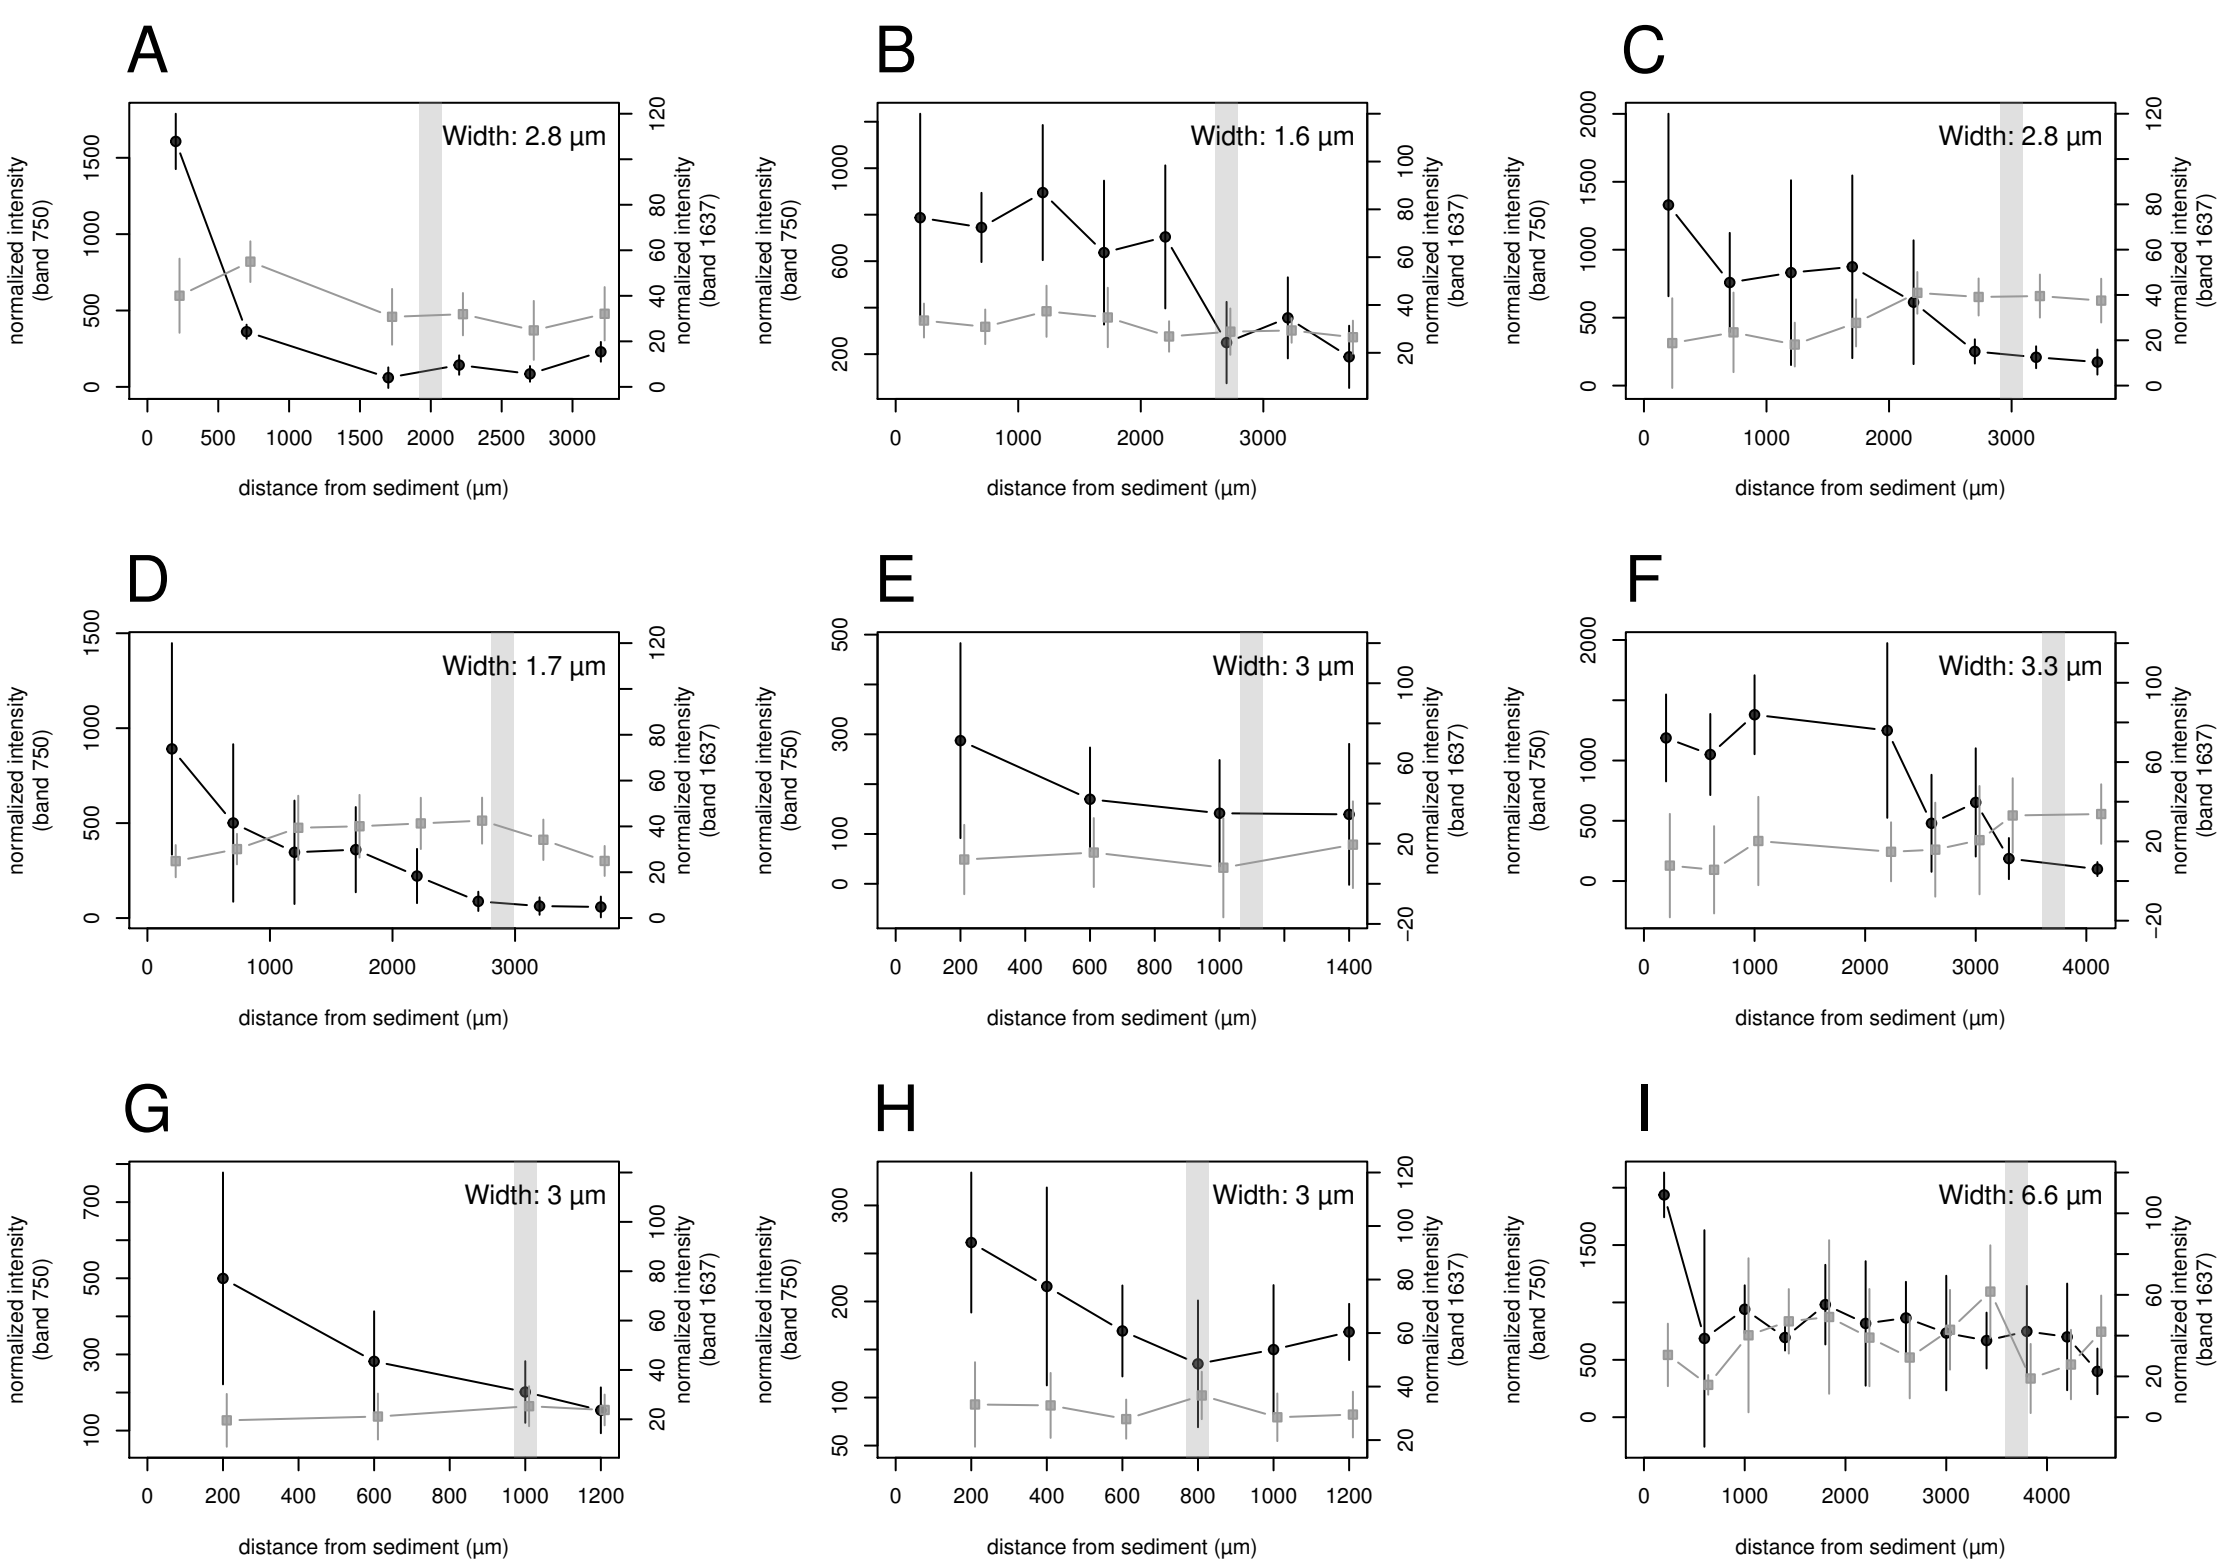 A
Width: 2.8 µm
normalized intensity
(band 750)
0 500 1000 1500
normalized intensity
(band 1637)
0 20 40 60 80 120
0 500 1000 1500 2000 2500 3000
distance from sediment (µm)
B
Width: 1.6 µm
normalized intensity
(band 750)
200 600 1000
normalized intensity
(band 1637)
20 40 60 80 100
0 1000 2000 3000
distance from sediment (µm)
C
Width: 2.8 µm
normalized intensity
(band 750)
0 500 1000 1500 2000
normalized intensity
(band 1637)
0 20 40 60 80 120
0 1000 2000 3000
distance from sediment (µm)
D
Width: 1.7 µm
normalized intensity
(band 750)
0 500 1000 1500
normalized intensity
(band 1637)
0 20 40 60 80 120
0 1000 2000 3000
distance from sediment (µm)
E
Width: 3 µm
normalized intensity
(band 750)
0 100 300 500
normalized intensity
(band 1637)
−20 20 60 100
0 200 400 600 800 1000 1400
distance from sediment (µm)
F
Width: 3.3 µm
normalized intensity
(band 750)
0 500 1000 2000
normalized intensity
(band 1637)
−20 20 60 100
0 1000 2000 3000 4000
distance from sediment (µm)
G
Width: 3 µm
normalized intensity
(band 750)
100 300 500 700
normalized intensity
(band 1637)
20 40 60 80 100
0 200 400 600 800 1000 1200
distance from sediment (µm)
H
Width: 3 µm
normalized intensity
(band 750)
50 100 200 300
normalized intensity
(band 1637)
20 40 60 80 100 120
0 200 400 600 800 1000 1200
distance from sediment (µm)
I
Width: 6.6 µm
normalized intensity
(band 750)
0 500 1500
normalized intensity
(band 1637)
0 20 40 60 100
0 1000 2000 3000 4000
distance from sediment (µm)